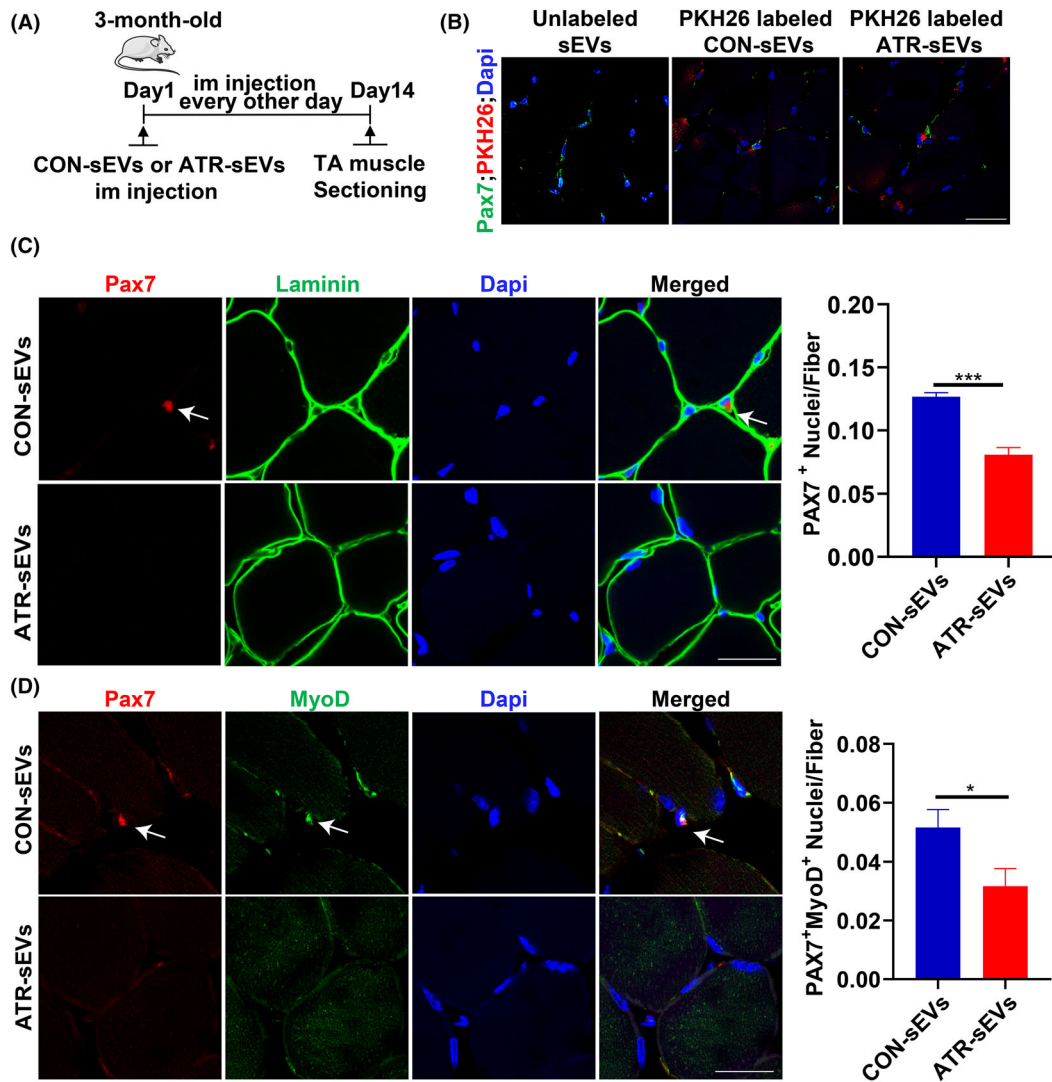 (A)
3-month-old
Day1
im injection
every other day
Day14
CON-sEVs or ATR-sEVs
im injection
TA muscle
Sectioning
(B)
Unlabeled
sEVs
PKH26 labeled
CON-sEVs
PKH26 labeled
ATR-sEVs
Pax7;PKH26;Dapi
(C)
Pax7
Laminin
Dapi
Merged
CON-sEVs
ATR-sEVs
PAX7 + Nuclei/Fiber
0.20
0.15
0.10
0.05
0.00
***
CON-sEVs
ATR-sEVs
(D)
Pax7
MyoD
Dapi
Merged
CON-sEVs
ATR-sEVs
PAX7+MyoD+ Nuclei/Fiber
0.08
0.06
0.04
0.02
0.00
*
CON-sEVs
ATR-sEVs